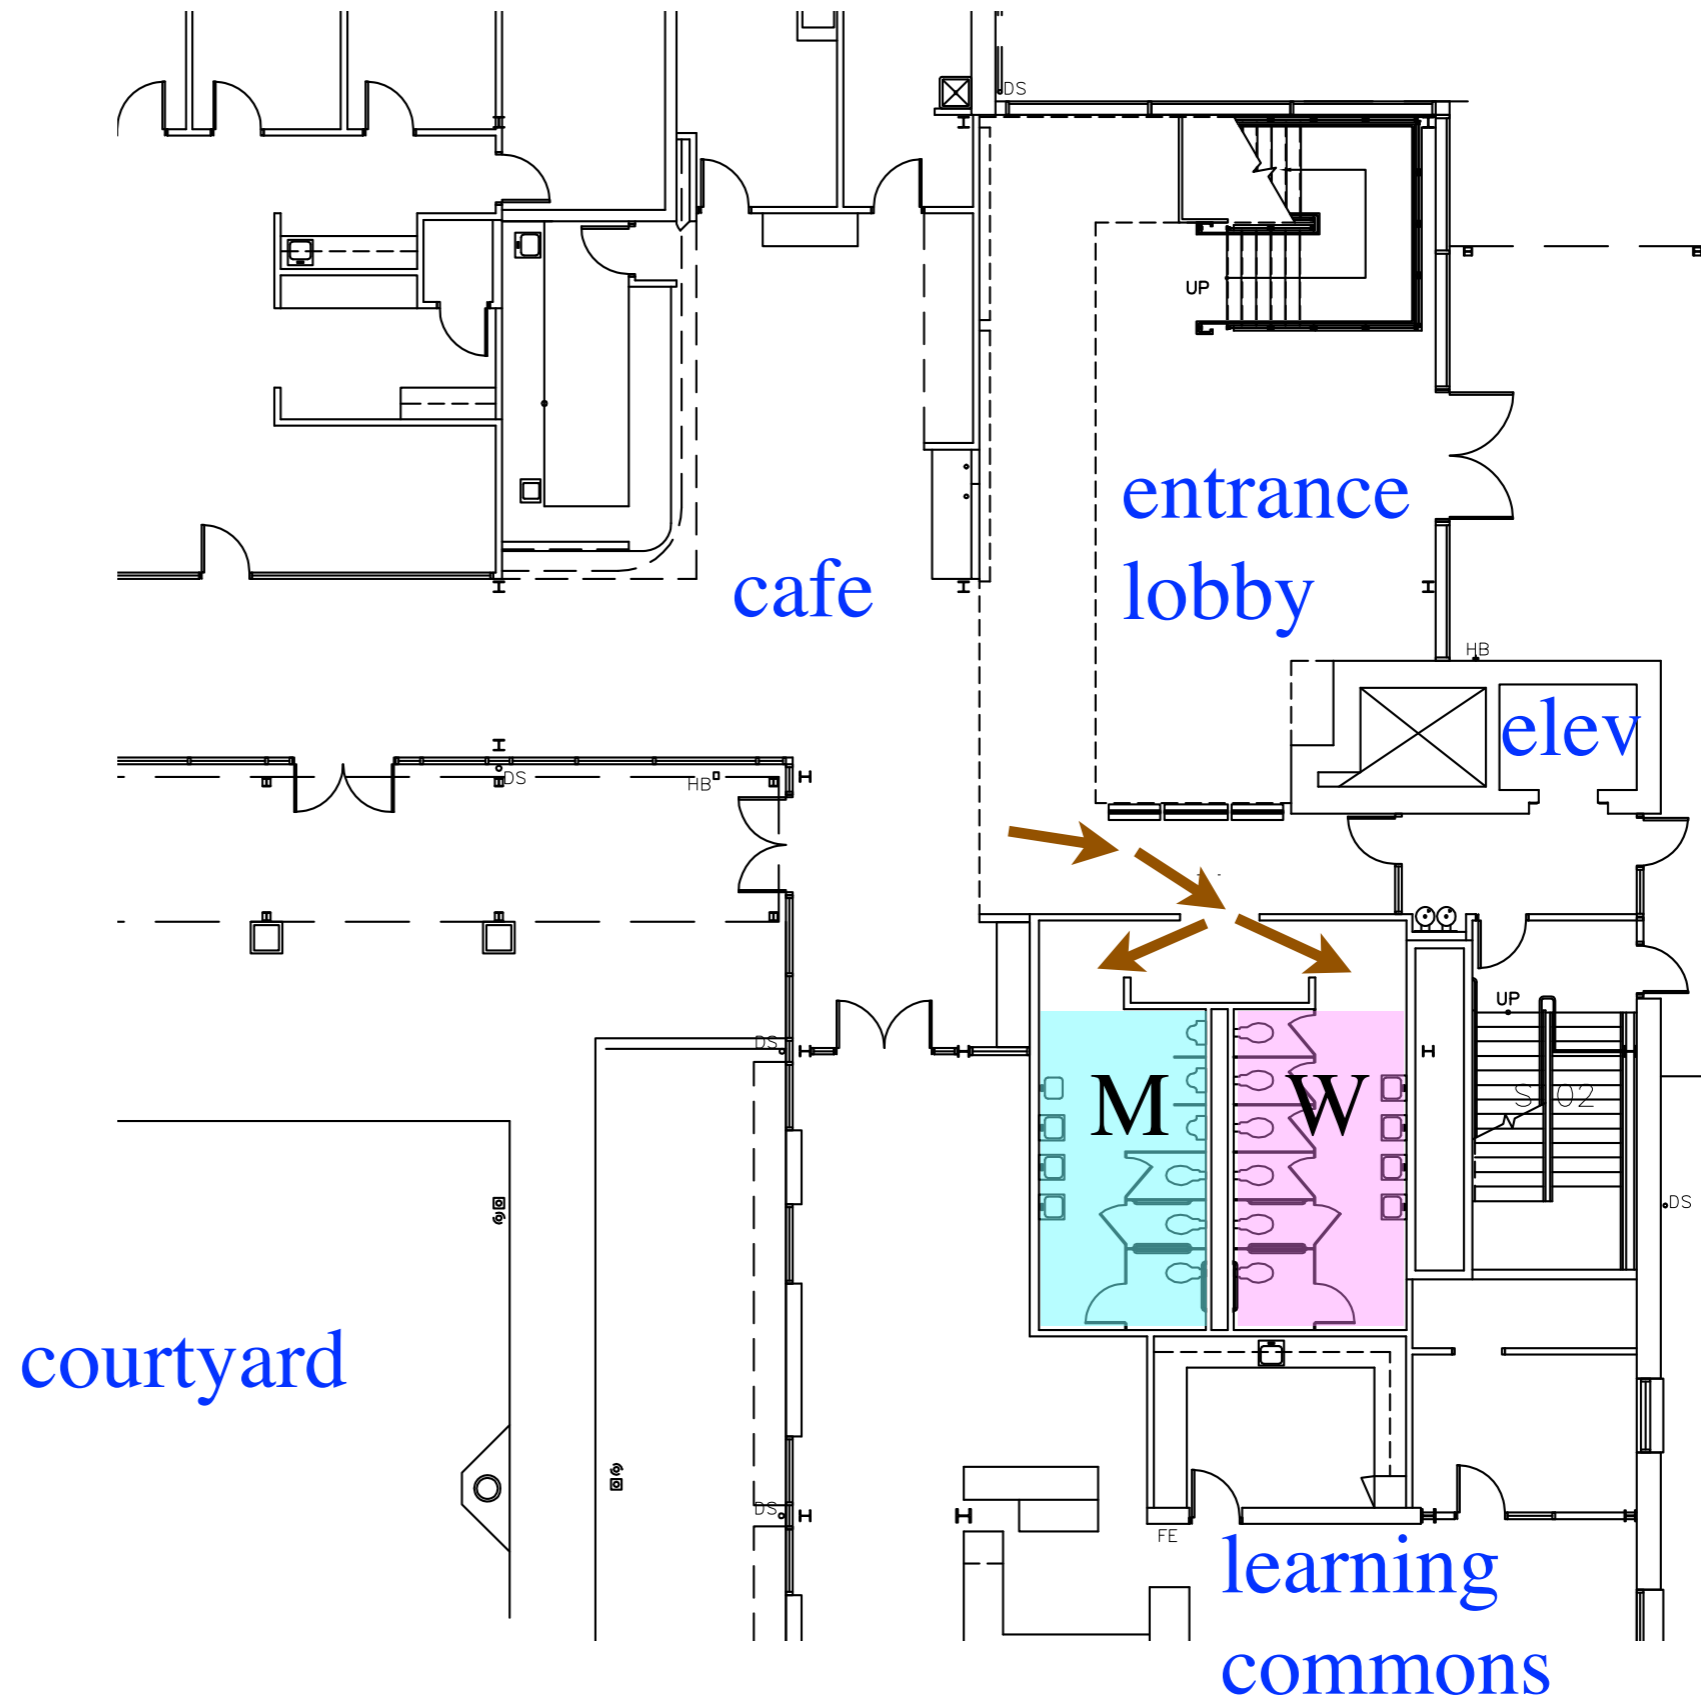 DS
UP
entrance
lobby
cafe
HB
elev
DS
HB
UP
DS
M
W
DS
courtyard
DS
FE
learning
commons